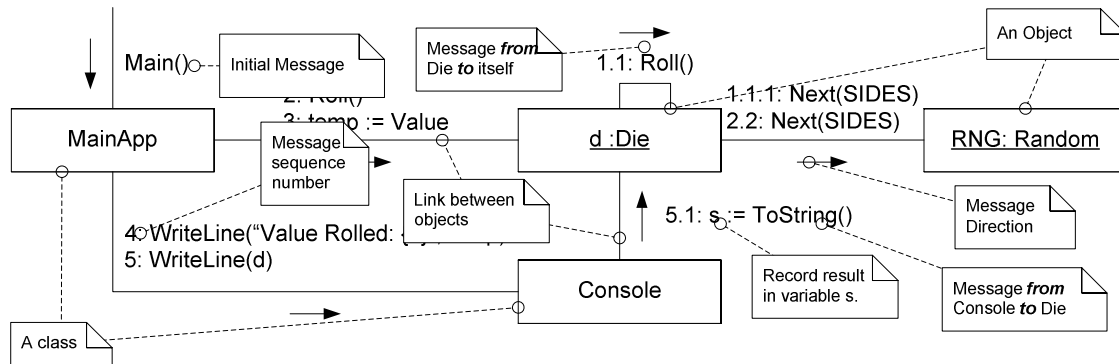 Main()
Initial Message
Message from
Die to itself
1.1: Roll()
An Object
2: Roll()
3: temp := Value
1.1.1: Next(SIDES)
2.2: Next(SIDES)
MainApp
d :Die
RNG: Random
Message
sequence
number
Link between
objects
5.1: s := ToString()
Message
Direction
4: WriteLine("Value Rolled:
5: WriteLine(d)
Console
Record result
in variable s.
Message from
Console to Die
A class